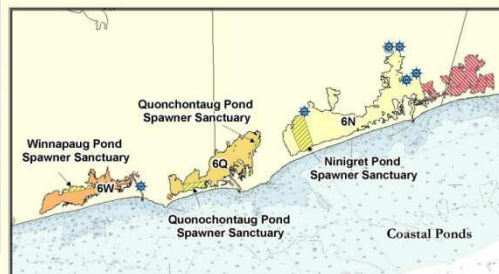 Quonchontaug Pond
Spawner Sanctuary
Winnapaug Pond
Spawner Sanctuary
6N
6Q
Ninigret Pond
Spawner Sanctuary
6W
Quonochontaug Pond
Spawner Sanctuary
Coastal Ponds